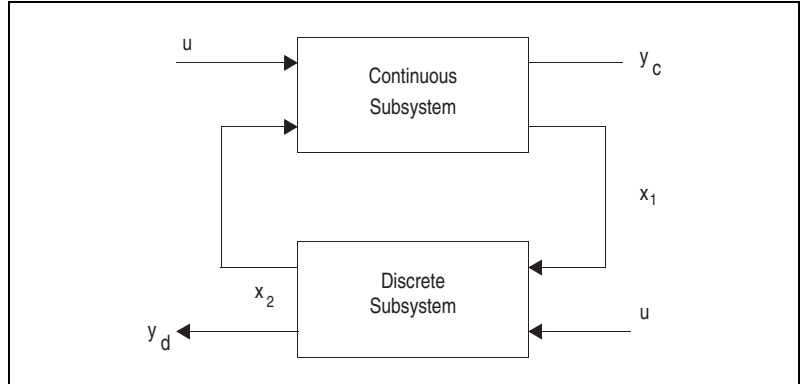 u
Continuous
Subsystem
y c
x 1
Discrete
Subsystem
x 2
y d
u